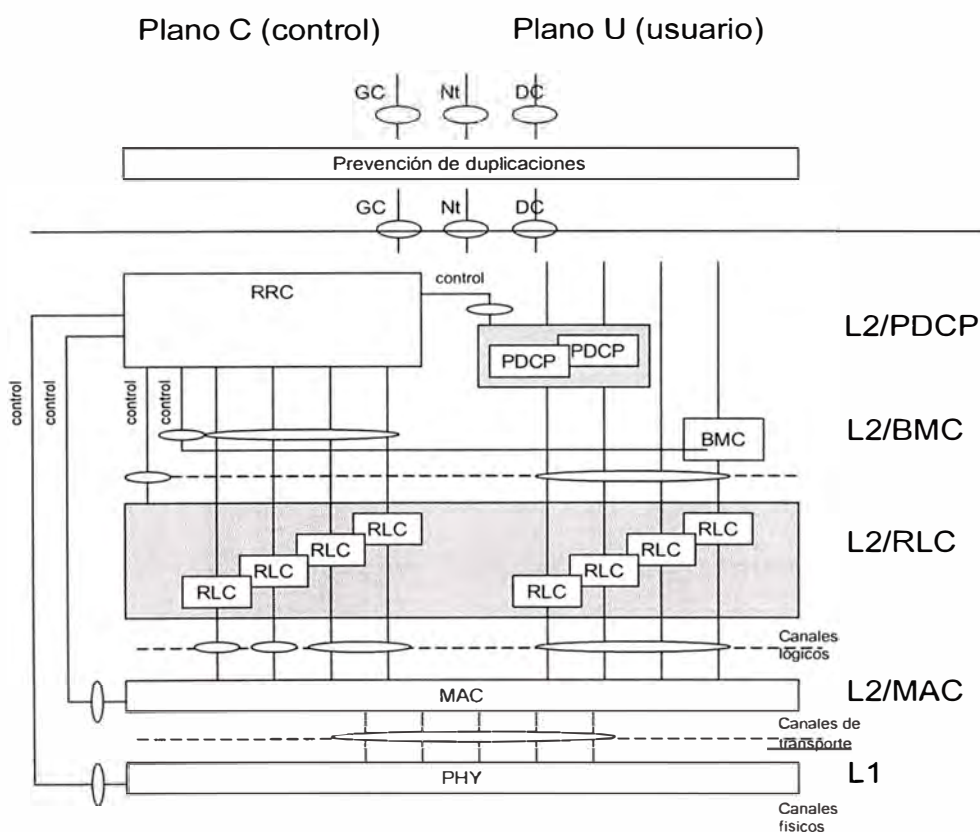 Plano C (control)
Plano U (usuario)
GC
Nt
DC
Prevención de duplicaciones
GC
Nt
DC
RRC
control
L2/PDCP
PDCP
PDCP
control
control
control
control
BMC
L2/BMC
RLC
RLC
RLC
RLC
RLC
RLC
RLC
RLC
L2/RLC
Canales
lógicos
MAC
L2/MAC
Canales de
transporte
PHY
L1
Canales
físicos